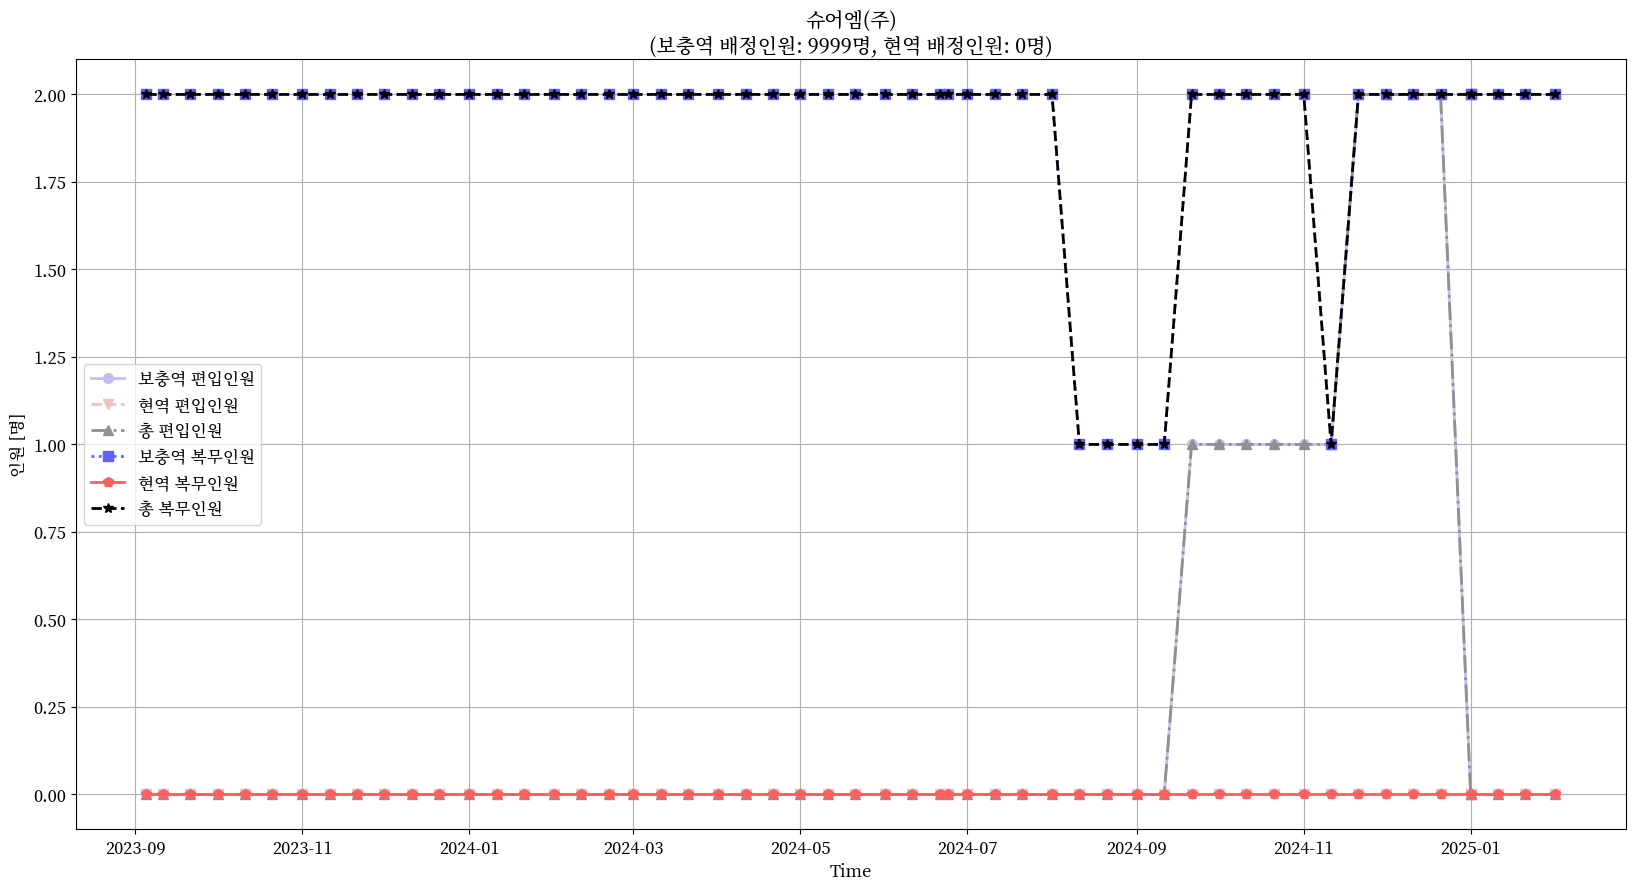 슈어엠(주)
(보충역 배정인원: 9999명, 현역 배정인원: 0명)
2.00
1.75
1.50
1.25
1.00
0.75
0.50
0.25
0.00
인원 [명]
보충역 편입인원
현역 편입인원
총 편입인원
보충역 복무인원
현역 복무인원
총 복무인원
2023-09
2023-11
2024-01
2024-03
2024-05
2024-07
2024-09
2024-11
2025-01
Time